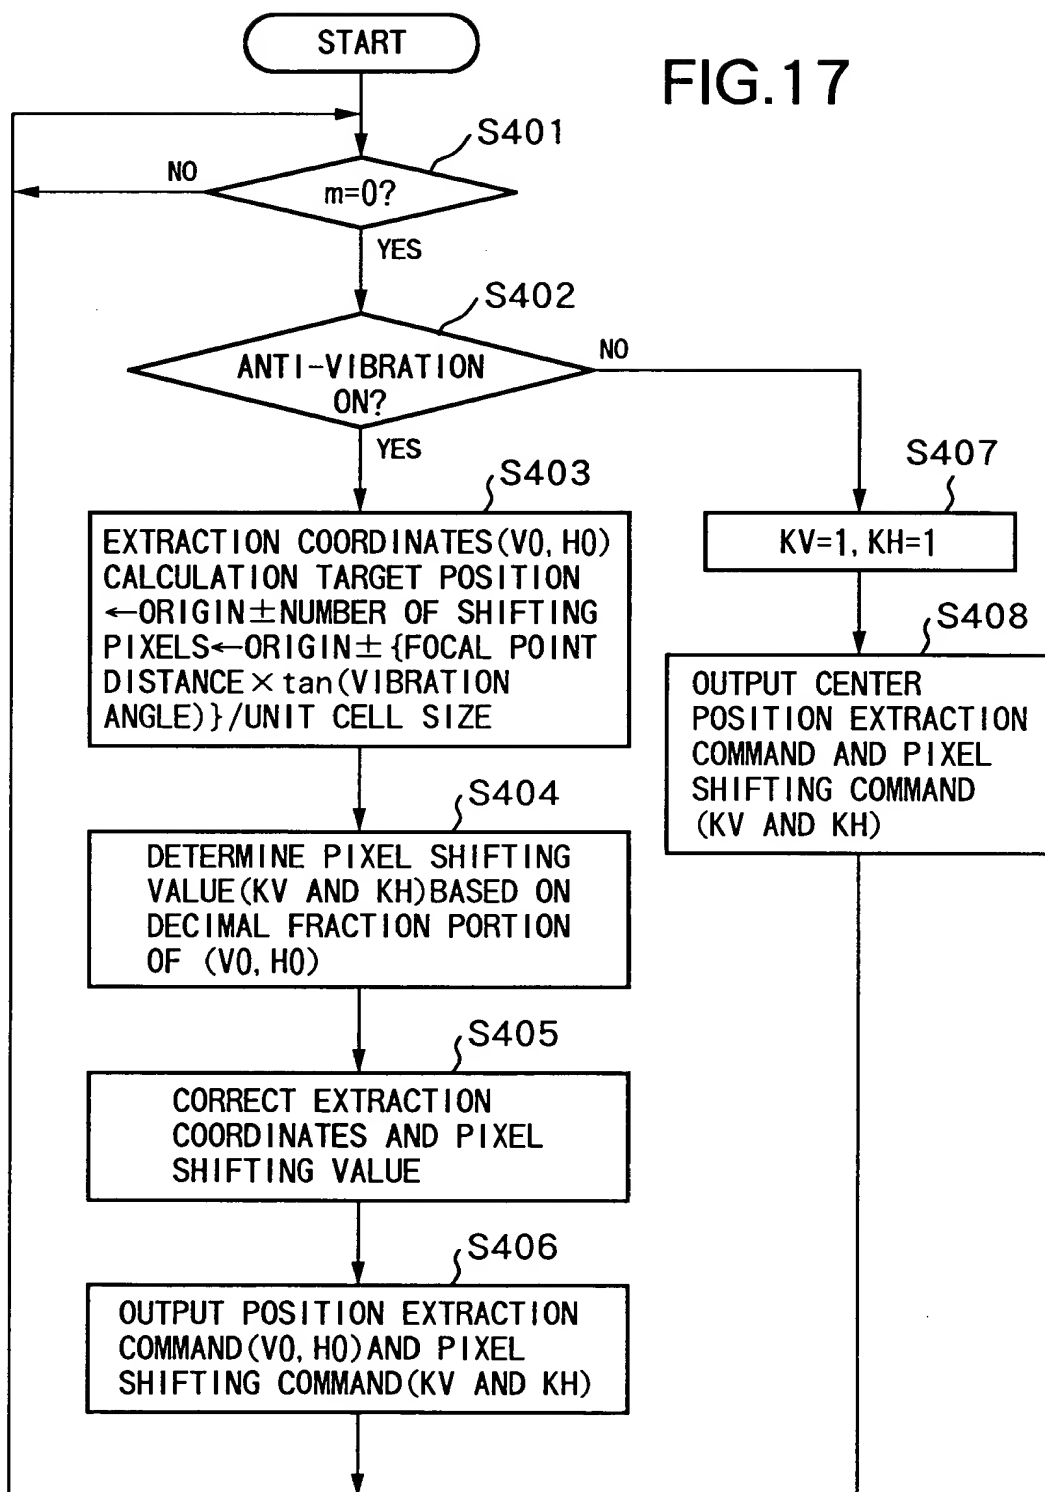 START
FIG.17
S401
NO
m=0?
YES
S402
ANTI-VIBRATION
ON?
NO
YES
S403
EXTRACTION COORDINATES(V0, H0)
CALCULATION TARGET POSITION
←ORIGIN±NUMBER OF SHIFTING
PIXELS←ORIGIN±{FOCAL POINT
DISTANCE×tan(VIBRATION
ANGLE)}/UNIT CELL SIZE
S407
KV=1, KH=1
S408
OUTPUT CENTER
POSITION EXTRACTION
COMMAND AND PIXEL
SHIFTING COMMAND
(KV AND KH)
S404
DETERMINE PIXEL SHIFTING
VALUE(KV AND KH)BASED ON
DECIMAL FRACTION PORTION
OF (V0, H0)
S405
CORRECT EXTRACTION
COORDINATES AND PIXEL
SHIFTING VALUE
S406
OUTPUT POSITION EXTRACTION
COMMAND(V0, H0)AND PIXEL
SHIFTING COMMAND(KV AND KH)